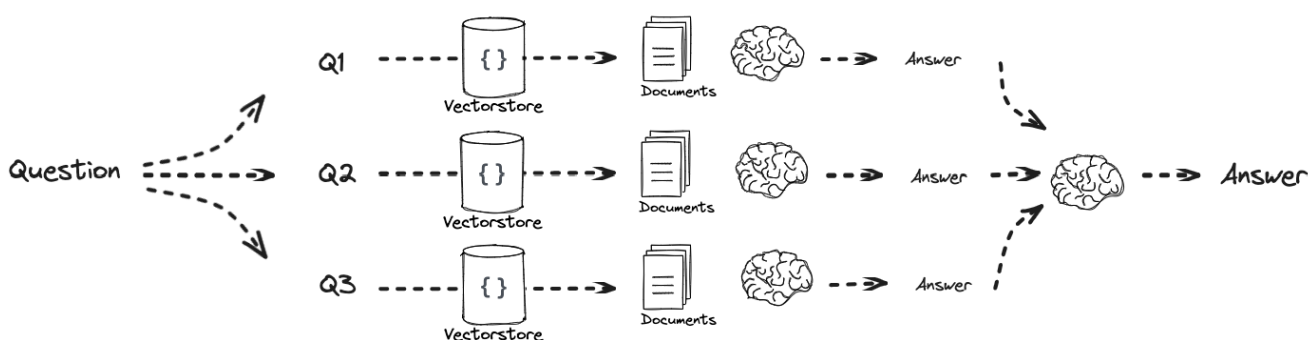 Q1
{ }
Vectorstore
Documents
Answer
Question
Q2
{ }
Vectorstore
Documents
Answer
Answer
Q3
{ }
Vectorstore
Documents
Answer